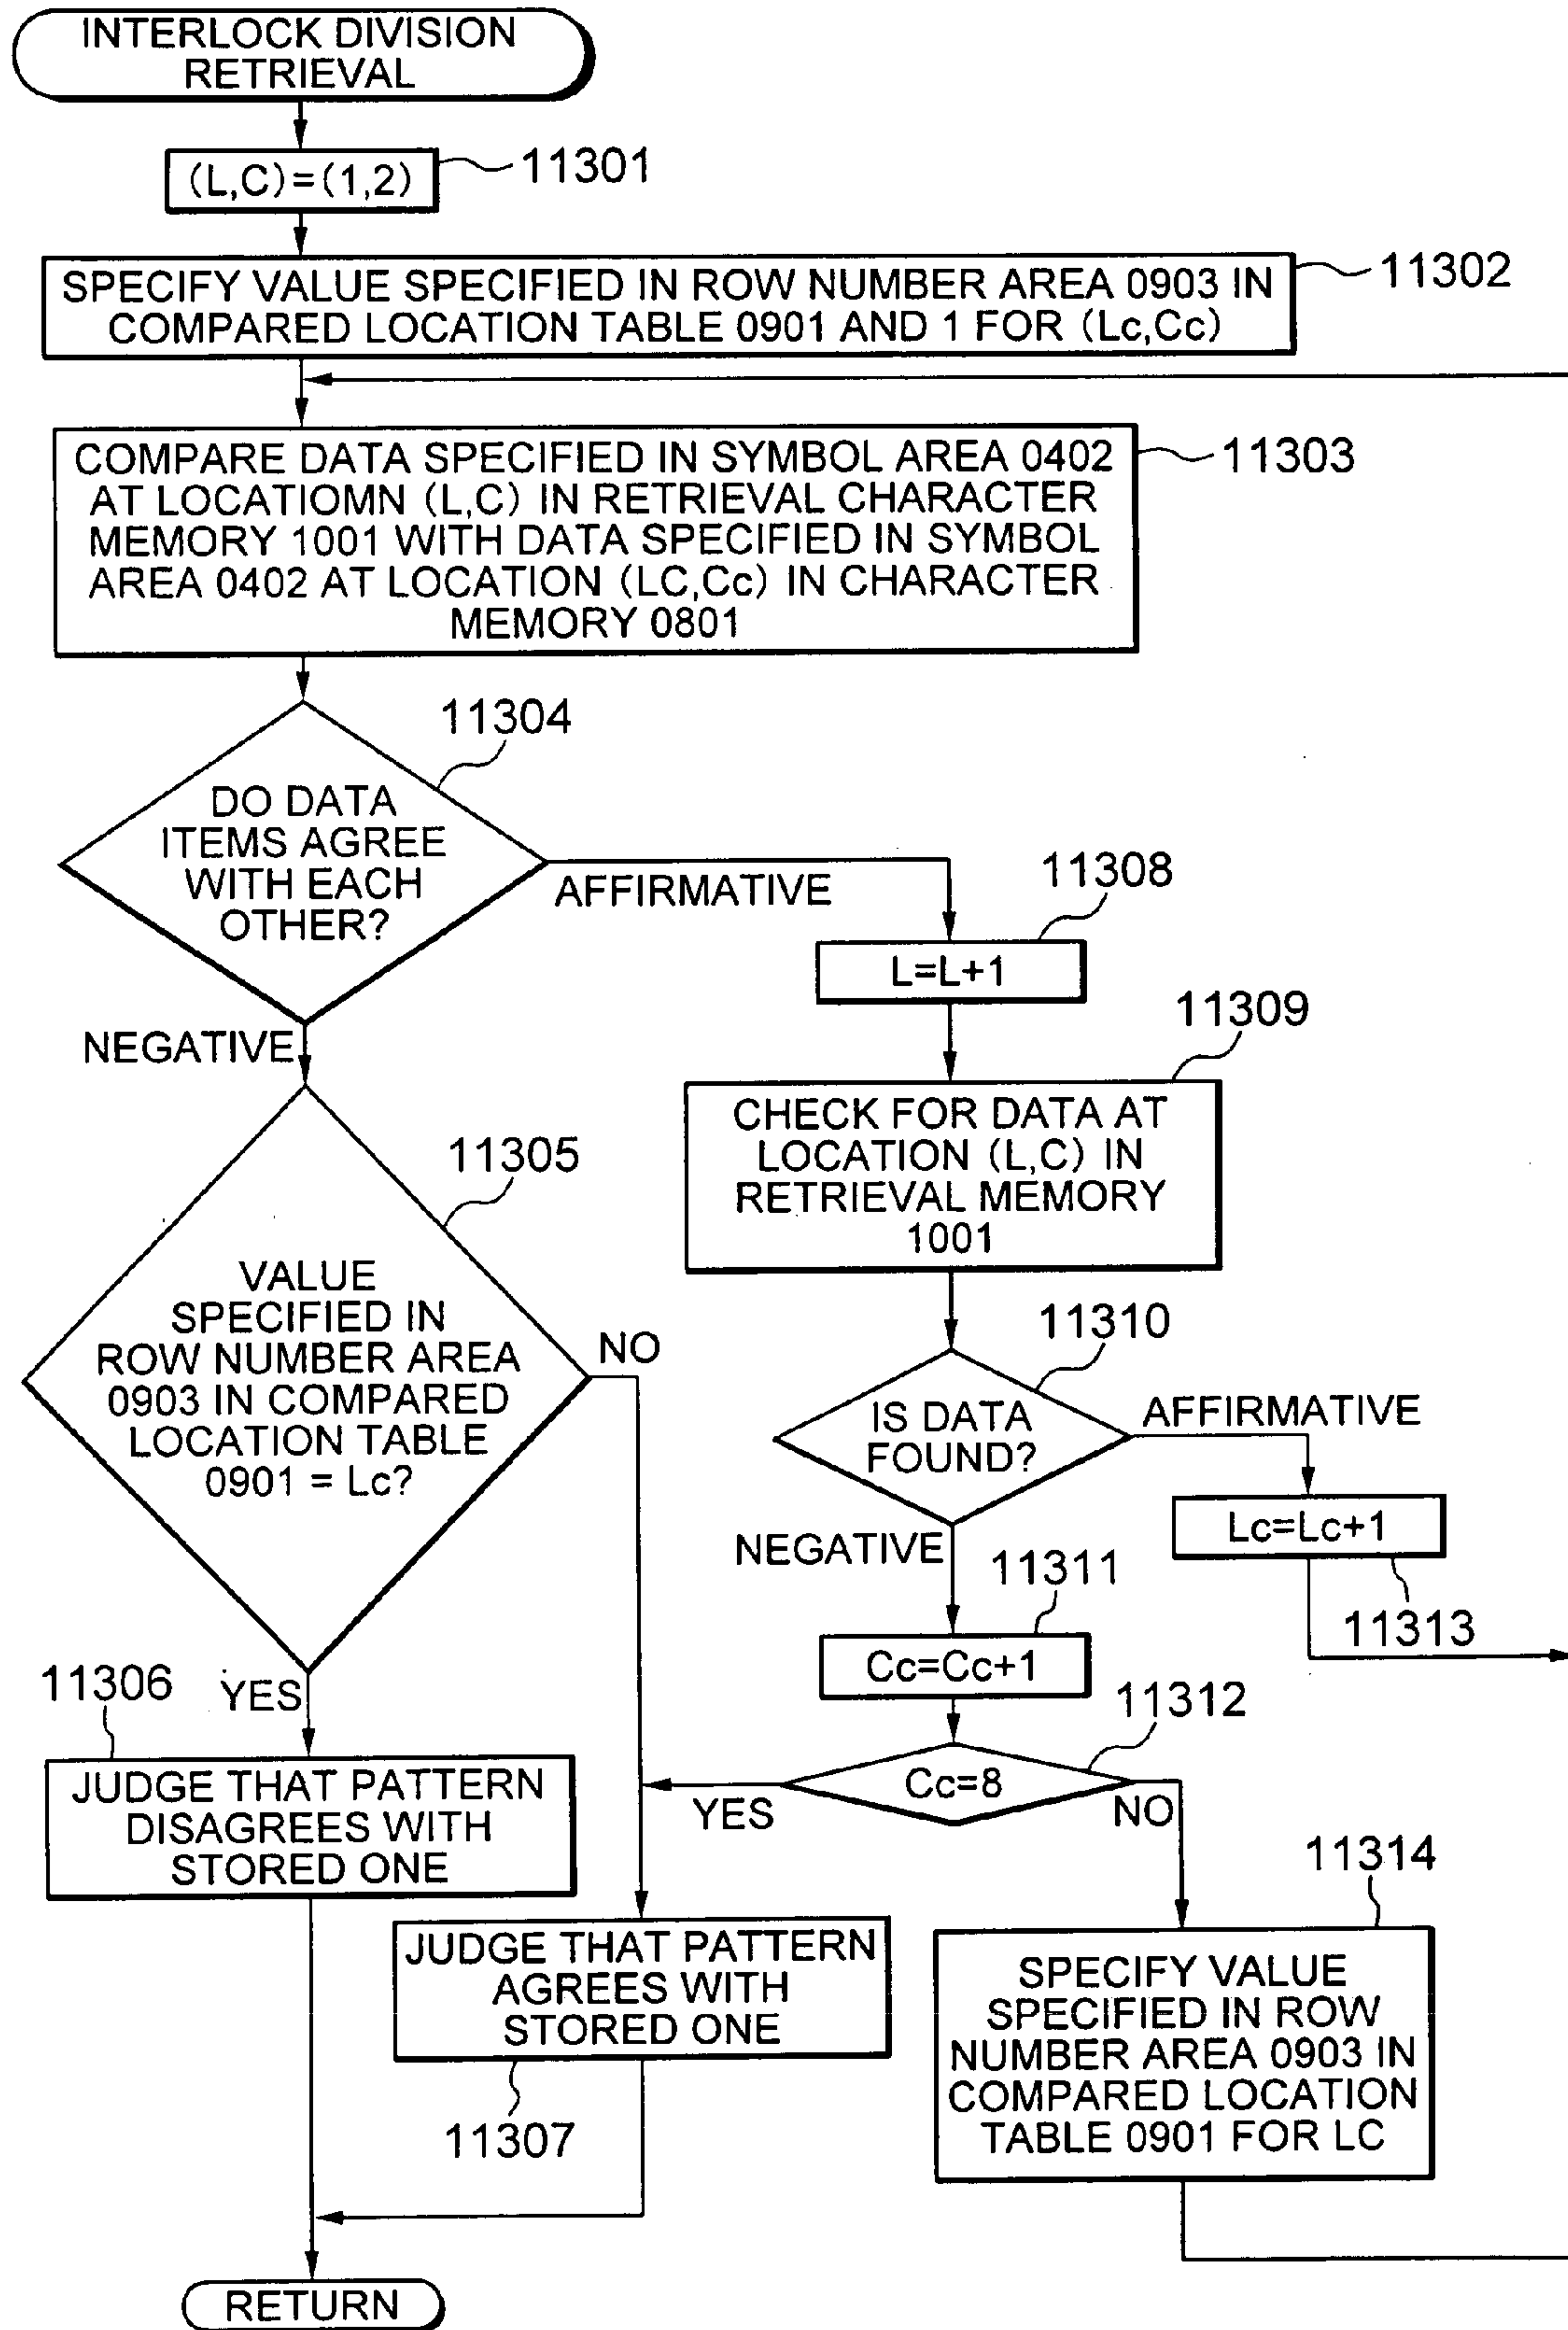 INTERLOCK DIVISION
RETRIEVAL
(L,C)=(1,2)
11301
SPECIFY VALUE SPECIFIED IN ROW NUMBER AREA 0903 IN
COMPARED LOCATION TABLE 0901 AND 1 FOR (Lc,Cc)
11302
COMPARE DATA SPECIFIED IN SYMBOL AREA 0402
AT LOCATIOMN (L,C) IN RETRIEVAL CHARACTER
MEMORY 1001 WITH DATA SPECIFIED IN SYMBOL
AREA 0402 AT LOCATION (LC,Cc) IN CHARACTER
MEMORY 0801
11303
11304
DO DATA
ITEMS AGREE
WITH EACH
OTHER?
AFFIRMATIVE
NEGATIVE
11308
L=L+1
11309
CHECK FOR DATA AT
LOCATION (L,C) IN
RETRIEVAL MEMORY
1001
11305
VALUE
SPECIFIED IN
ROW NUMBER AREA
0903 IN COMPARED
LOCATION TABLE
0901 = Lc?
NO
YES
11310
IS DATA
FOUND?
AFFIRMATIVE
NEGATIVE
Lc=Lc+1
11313
11311
Cc=Cc+1
11312
Cc=8
YES
NO
11306
JUDGE THAT PATTERN
DISAGREES WITH
STORED ONE
JUDGE THAT PATTERN
AGREES WITH
STORED ONE
11307
11314
SPECIFY VALUE
SPECIFIED IN ROW
NUMBER AREA 0903 IN
COMPARED LOCATION
TABLE 0901 FOR LC
RETURN